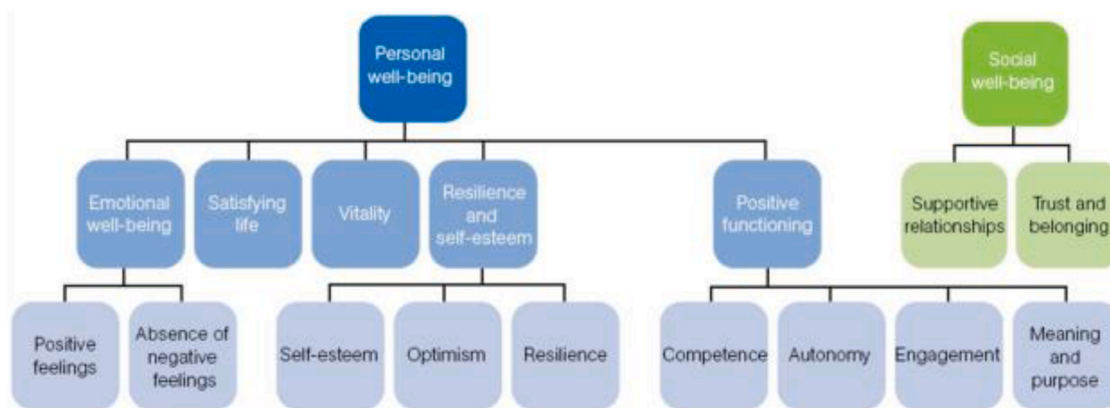 Personal
well-being
Social
well-being
Emotional
well-being
Satisfying
life
Vitality
Resilience
and
self-esteem
Positive
functioning
Supportive
relationships
Trust and
belonging
Positive
feelings
Absence of
negative
feelings
Self-esteem
Optimism
Resilience
Competence
Autonomy
Engagement
Meaning
and
purpose